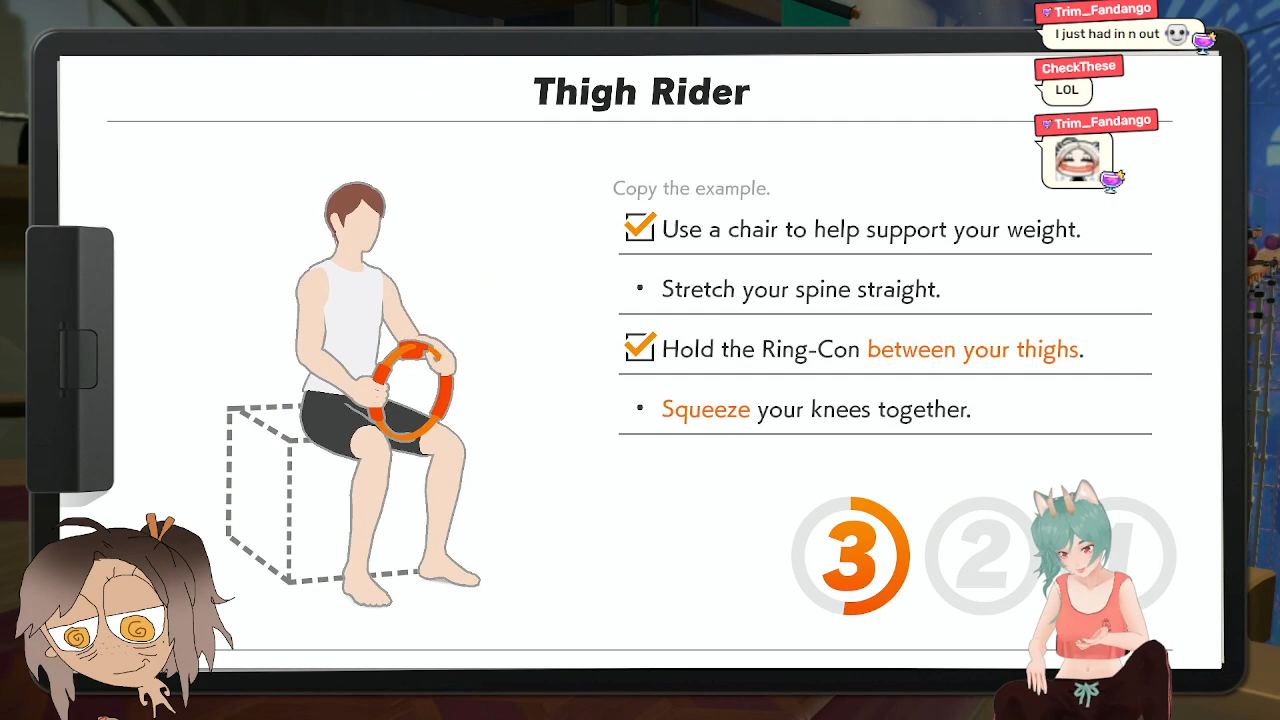 Trim_Fandango
I just had in n out
CheckThese
LOL
Trim_Fandango
Thigh Rider
Copy the example.
Use a chair to help support your weight.
• Stretch your spine straight.
Hold the Ring-Con between your thighs.
• Squeeze your knees together.
3 2 1